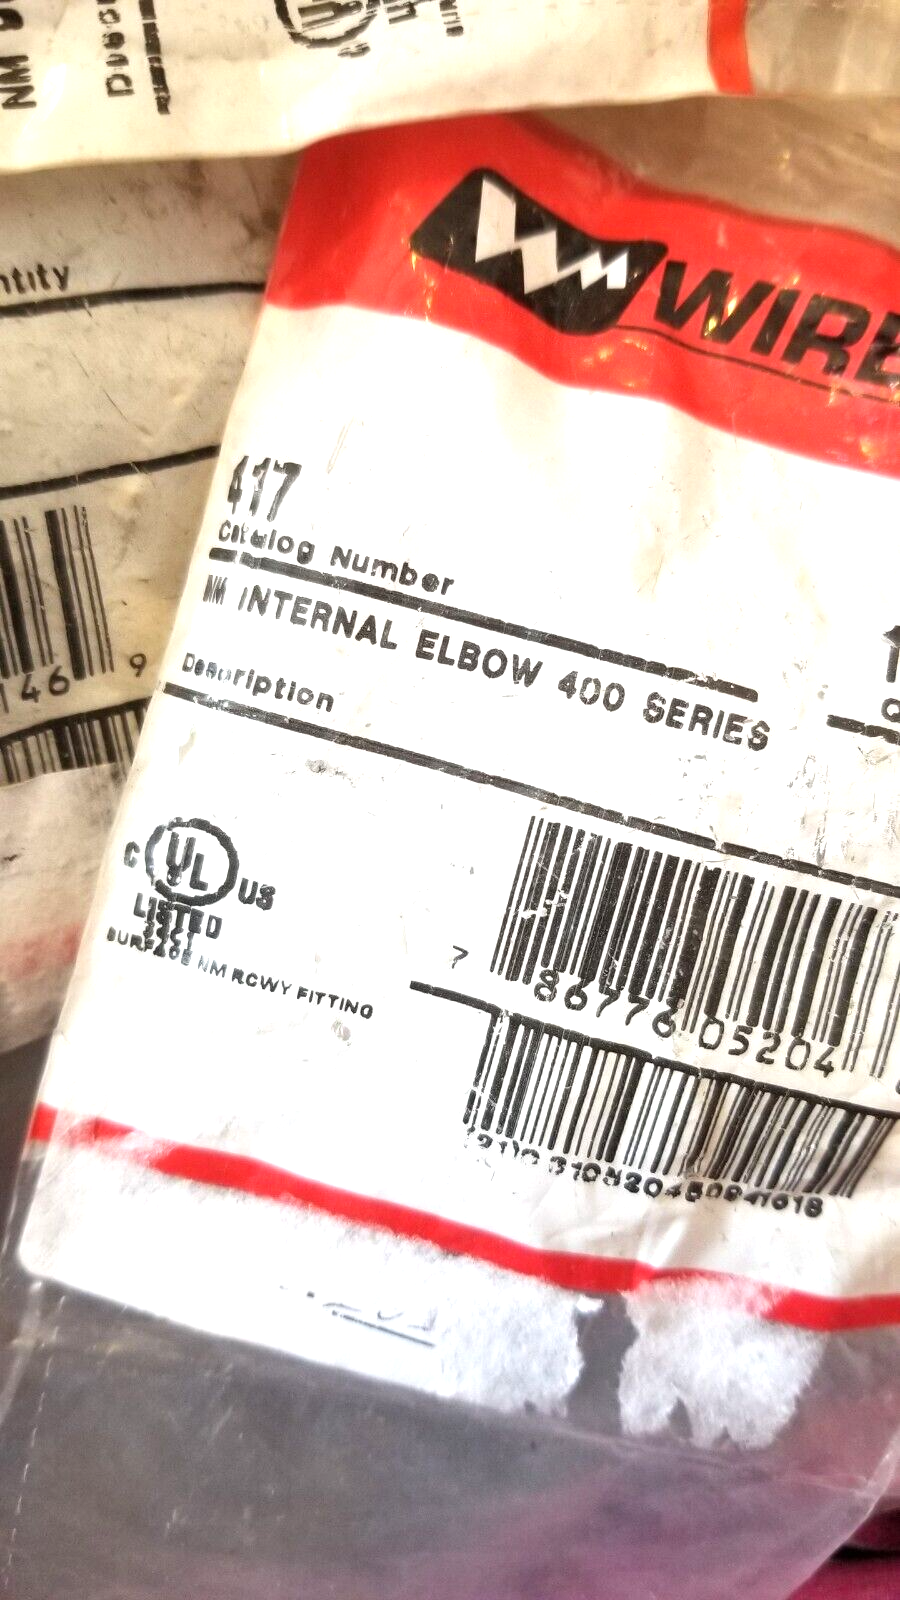 NM
ntity
146 9
WIRE
417
Catalog Number
NM INTERNAL ELBOW 400 SERIES
Description
C UL US
LISTED
SURFACE NM RCWY FITTING
7 86776 05204